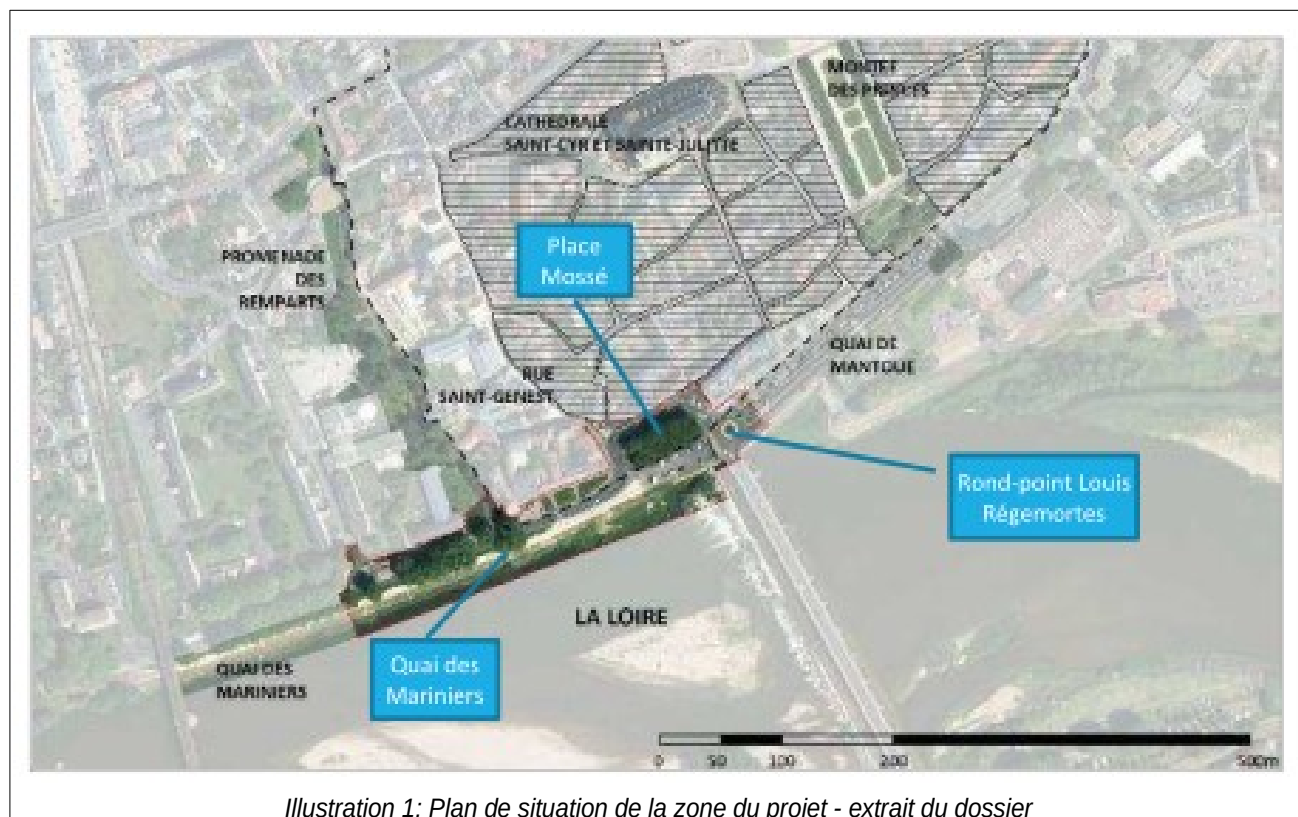 MONTEE
DES PRINCES
CATHEDRALE
SAINT-CYR ET SAINTE-JULITTE
Place
Mossé
PROMENADE
DES
REMPARTS
QUAI DE
MANTOUE
RUE
SAINT-GENEST
Rond-point Louis
Régemortes
LA LOIRE
Quai des
Mariniers
QUAI DES
MARINIERS
0 50 100 200 500m
Illustration 1: Plan de situation de la zone du projet - extrait du dossier